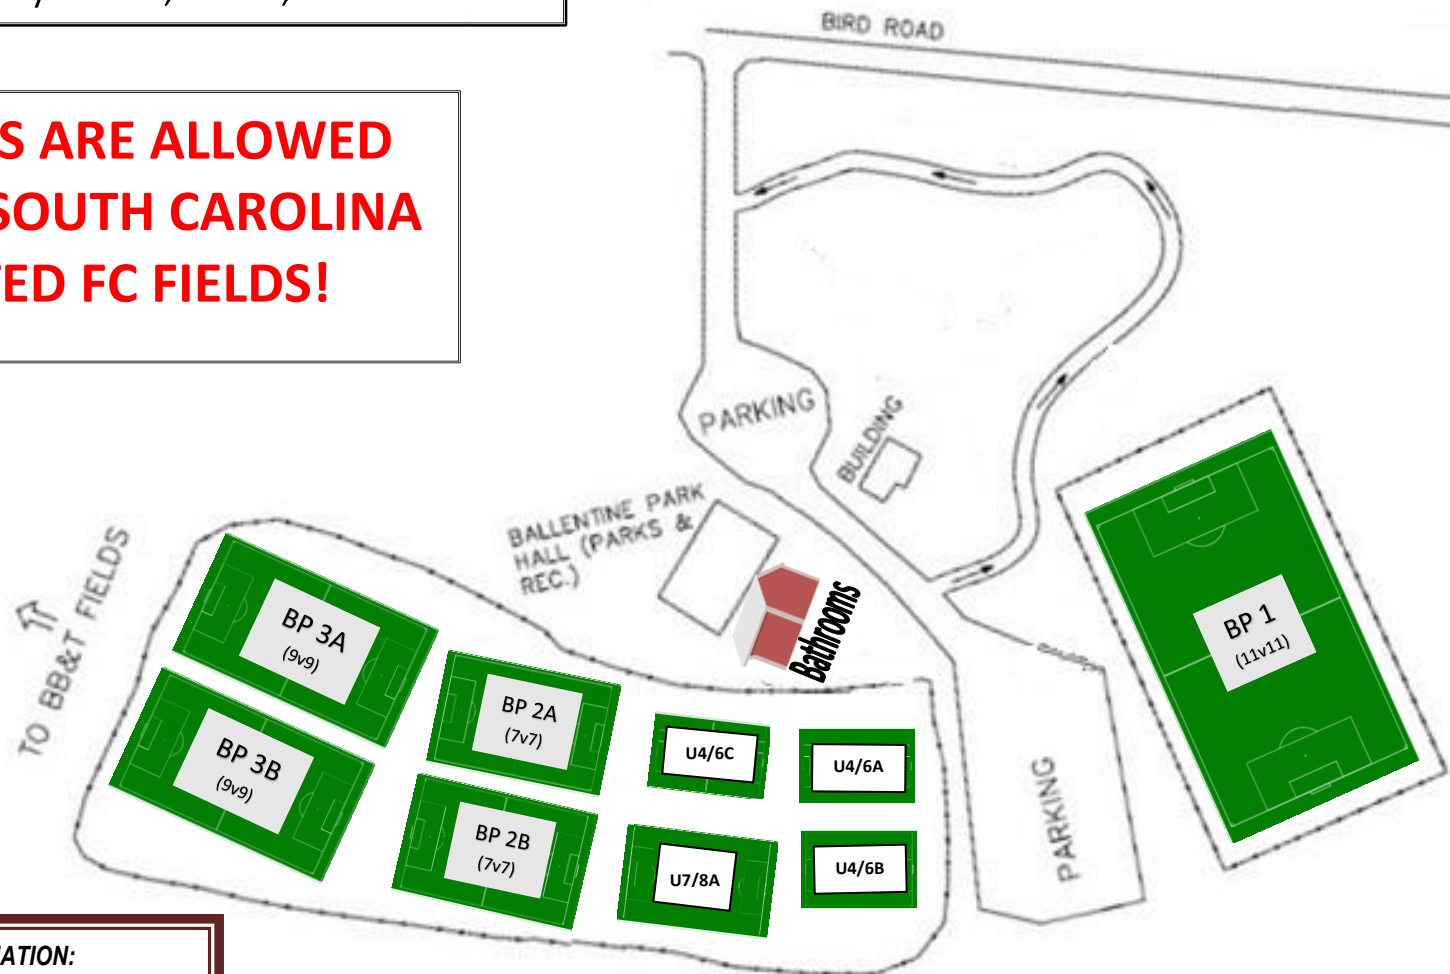 BIRD ROAD
S ARE ALLOWED
SOUTH CAROLINA
TED FC FIELDS!
PARKING
BUILDING
BALLENTINE PARK
HALL (PARKS &
REC.)
Bathrooms
TO BB&T FIELDS
BP 3A
(9v9)
BP 3B
(9v9)
BP 2A
(7v7)
BP 2B
(7v7)
U4/6C
U4/6A
U7/8A
U4/6B
BP 1
(11v11)
PARKING
ATION: